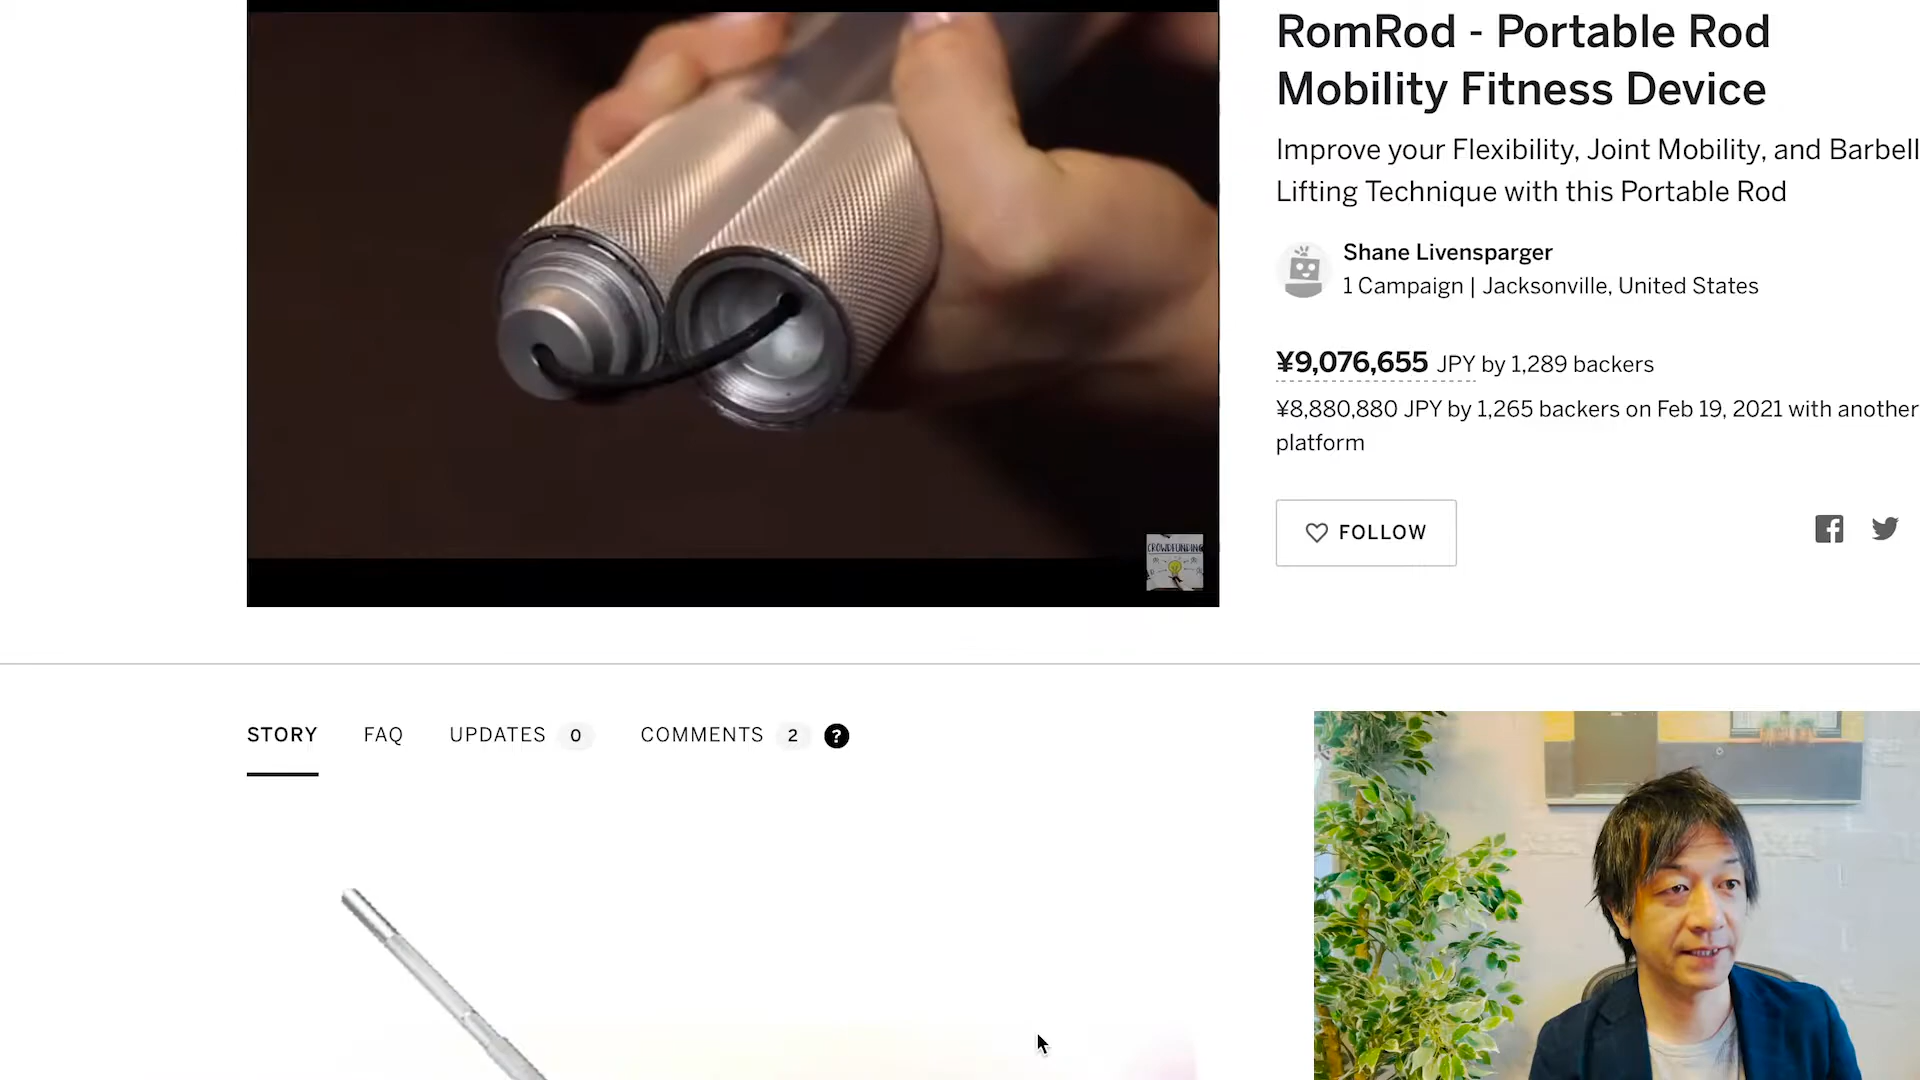 RomRod - Portable Rod
Mobility Fitness Device
Improve your Flexibility, Joint Mobility, and Barbell
Lifting Technique with this Portable Rod
Shane Livensparger
1 Campaign | Jacksonville, United States
¥9,076,655 JPY by 1,289 backers
¥8,880,880 JPY by 1,265 backers on Feb 19, 2021 with another
platform
FOLLOW
CROWDFUNDING
STORY FAQ UPDATES 0 COMMENTS 2 ?